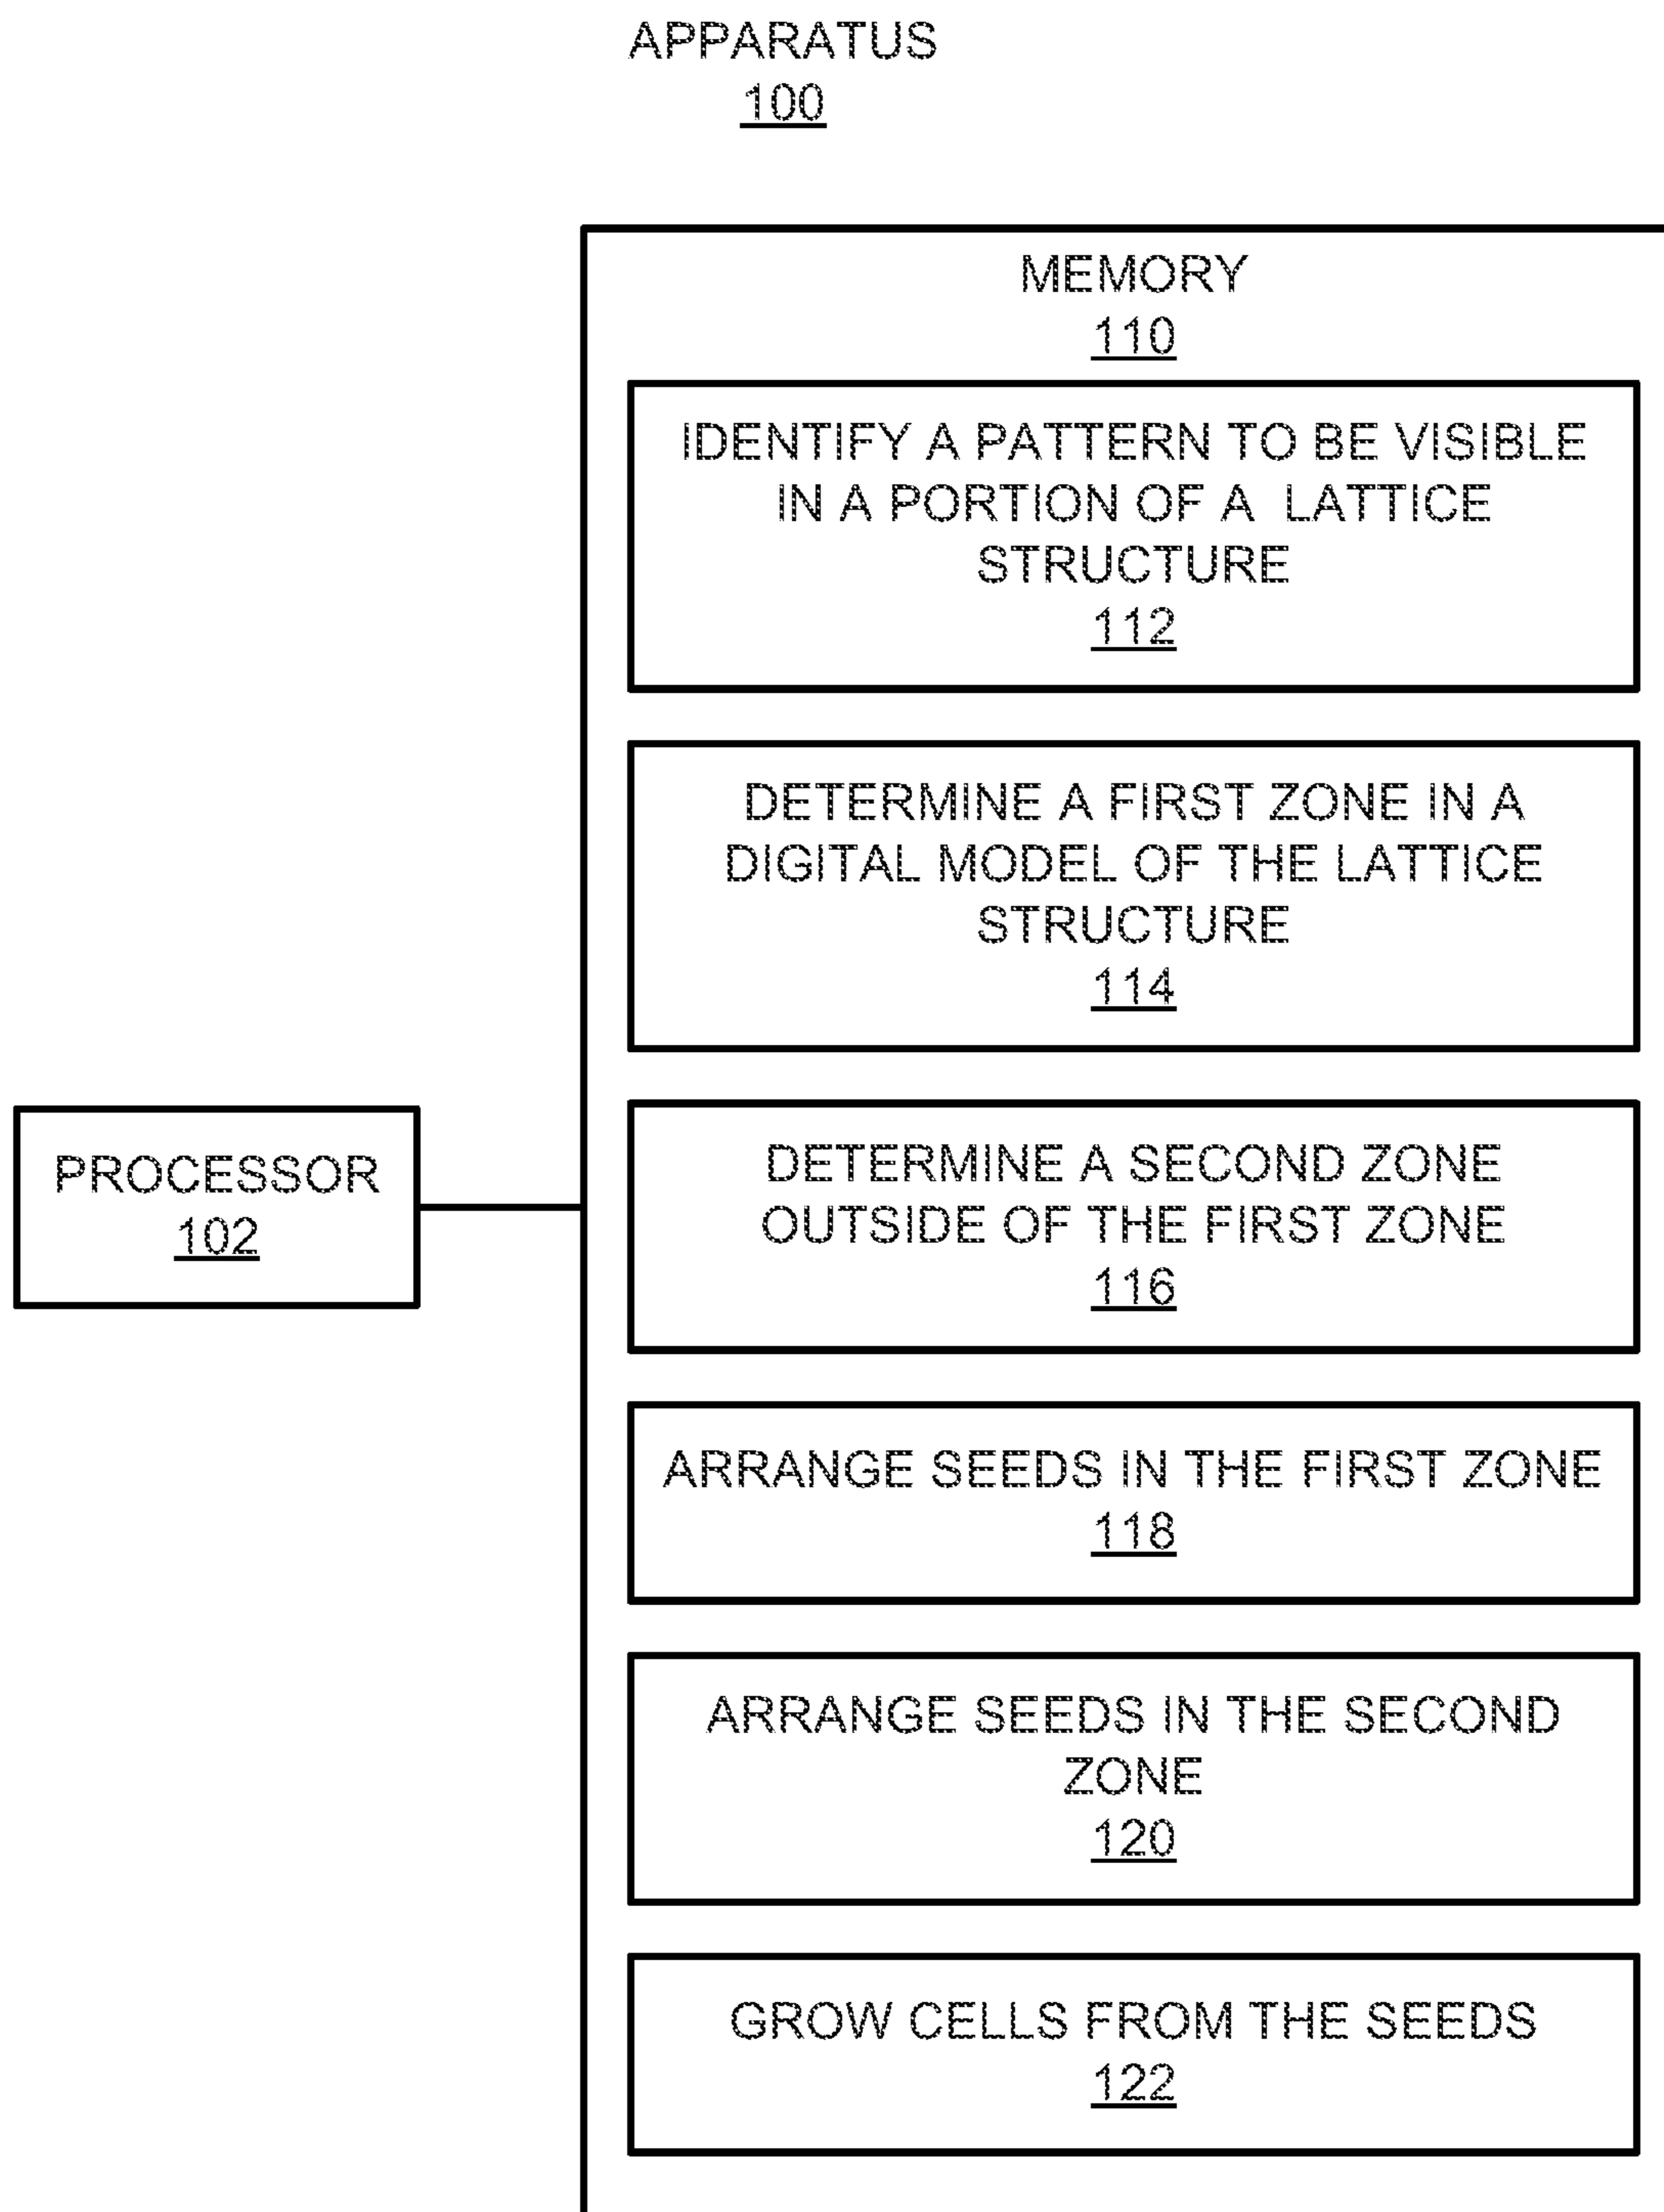 APPARATUS
100
MEMORY
110
IDENTIFY A PATTERN TO BE VISIBLE
IN A PORTION OF A LATTICE
STRUCTURE
112
DETERMINE A FIRST ZONE IN A
DIGITAL MODEL OF THE LATTICE
STRUCTURE
114
PROCESSOR
102
DETERMINE A SECOND ZONE
OUTSIDE OF THE FIRST ZONE
116
ARRANGE SEEDS IN THE FIRST ZONE
118
ARRANGE SEEDS IN THE SECOND
ZONE
120
GROW CELLS FROM THE SEEDS
122